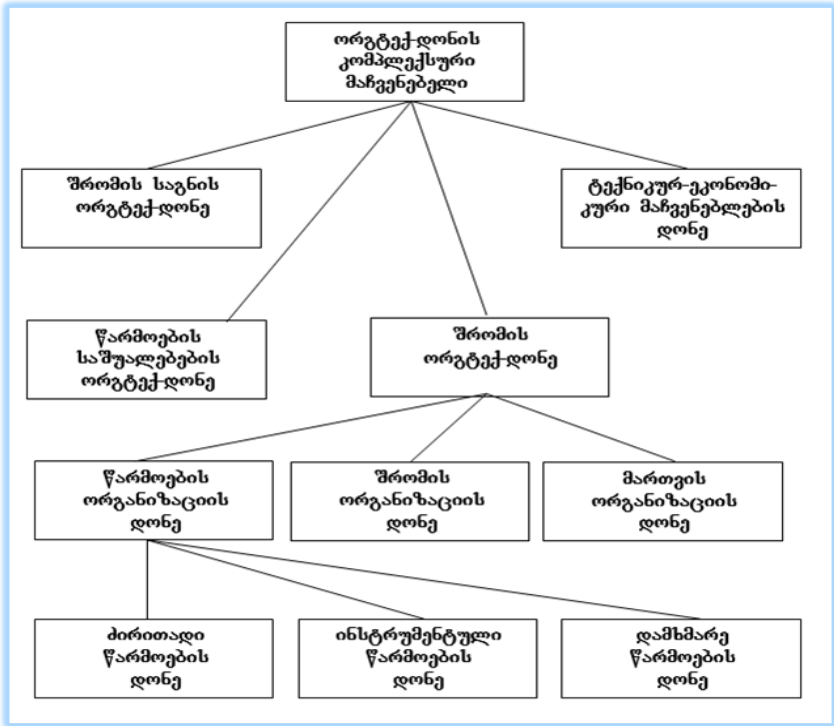 ორგტექ-დონის
კომპლექსური
მაჩვენებელი
შრომის საგნის
ორგტექ-დონე
ტექნიკურ-ეკონომი-
კური მაჩვენებლების
დონე
წარმოების
საშუალებების
ორგტექ-დონე
შრომის
ორგტექ-დონე
წარმოების
ორგანიზაციის
დონე
შრომის
ორგანიზაციის
დონე
მართვის
ორგანიზაციის
დონე
ძირითადი
წარმოების
დონე
ინსტრუმენტული
წარმოების
დონე
დამხმარე
წარმოების
დონე